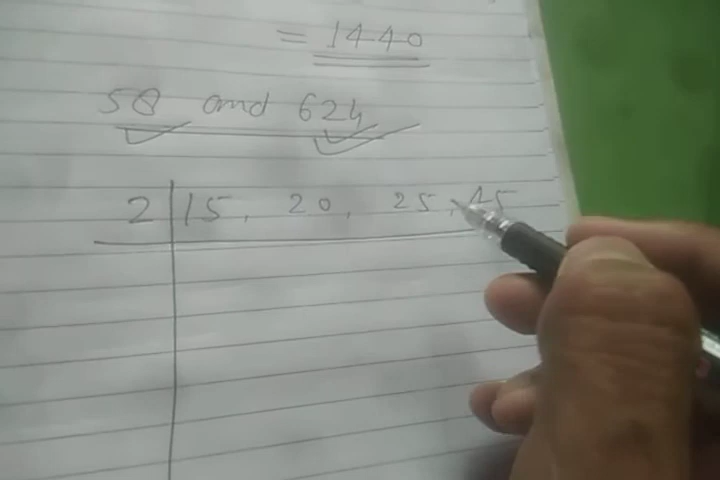 = 1440
58 and 624
2 | 15, 20, 25, 45